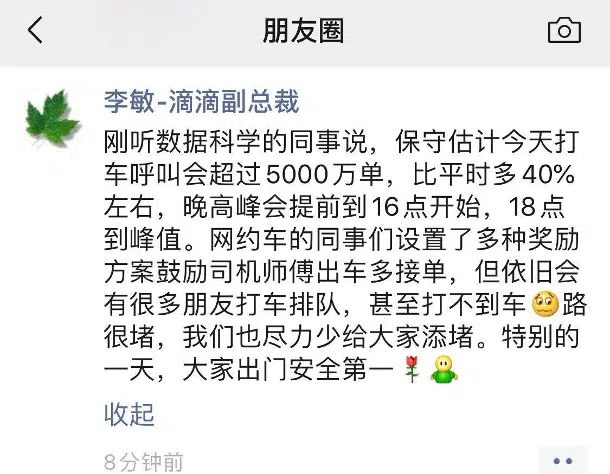 朋友圈
李敏-滴滴副总裁
刚听数据科学的同事说，保守估计今天打
车呼叫会超过5000万单，比平时多40%
左右，晚高峰会提前到16点开始，18点
到峰值。网约车的同事们设置了多种奖励
方案鼓励司机师傅出车多接单，但依旧会
有很多朋友打车排队，甚至打不到车😟路
很堵，我们也尽力少给大家添堵。特别的
一天，大家出门安全第一🌹
收起
8分钟前